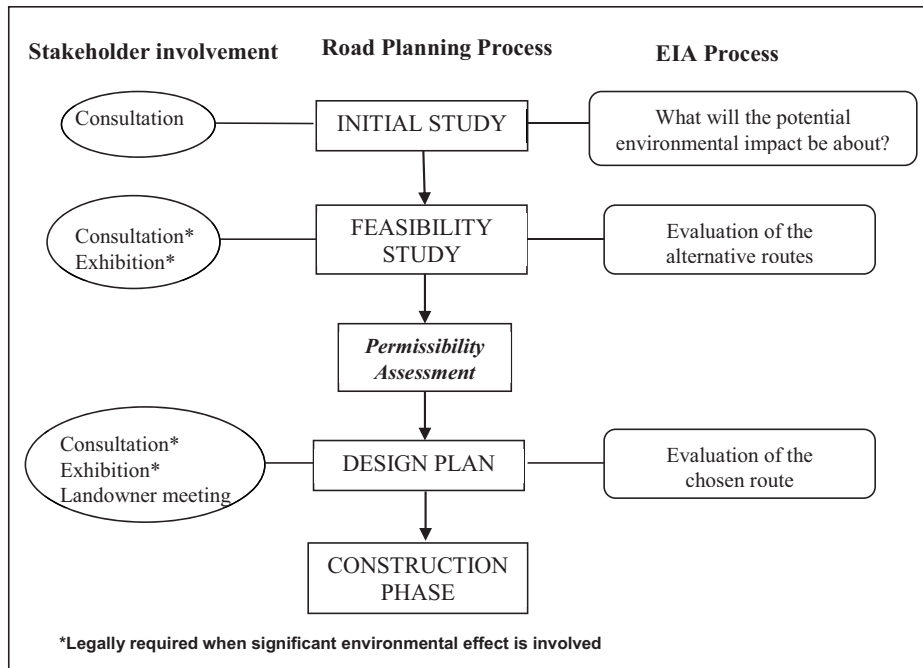 Stakeholder involvement
Road Planning Process
EIA Process
Consultation
INITIAL STUDY
What will the potential
environmental impact be about?
Consultation*
Exhibition*
FEASIBILITY
STUDY
Evaluation of the
alternative routes
Permissibility
Assessment
Consultation*
Exhibition*
Landowner meeting
DESIGN PLAN
Evaluation of the
chosen route
CONSTRUCTION
PHASE
*Legally required when significant environmental effect is involved